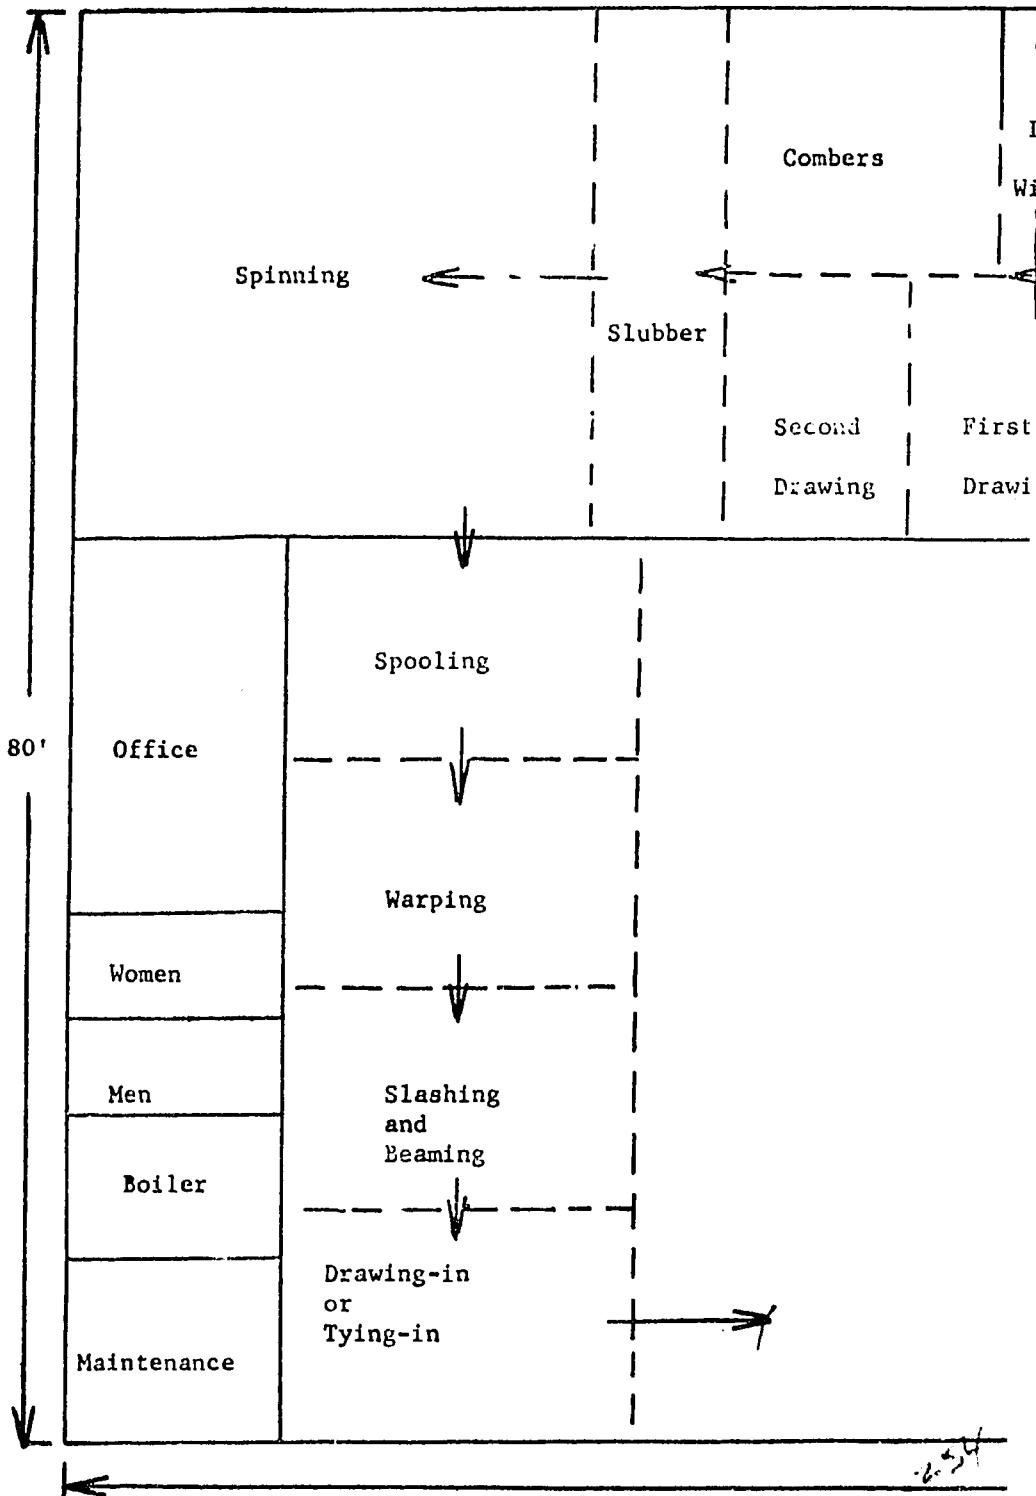 Combers
Wi
Spinning
Slubber
Second
Drawing
First
Drawi
Spooling
80'
Office
Warping
Women
Men
Slashing
and
Beaming
Boiler
Drawing-in
or
Tying-in
Maintenance